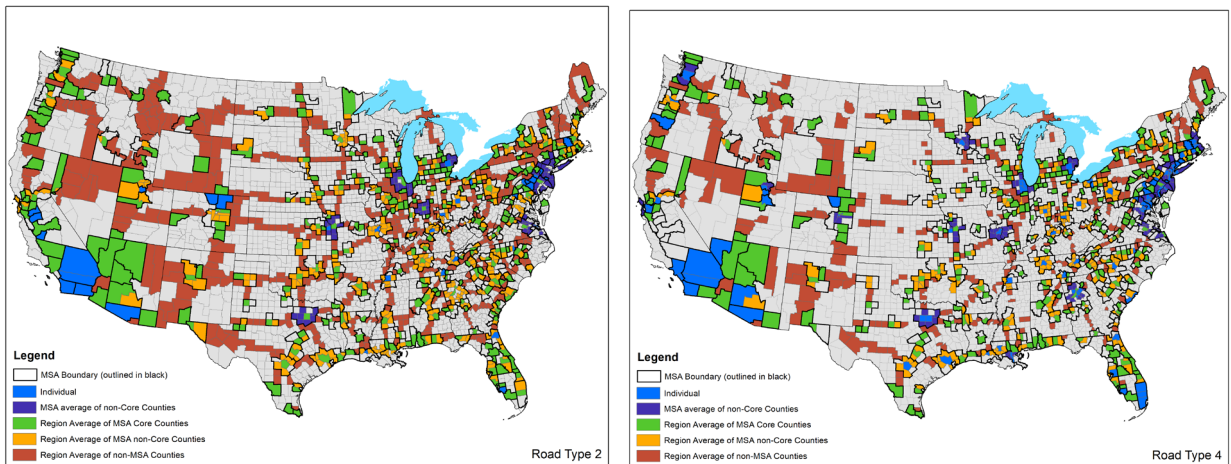 Legend
MSA Boundary (outlined in black)
Individual
MSA average of non-Core Counties
Region Average of MSA Core Counties
Region Average of MSA non-Core Counties
Region Average of non-MSA Counties
Road Type 2
Legend
MSA Boundary (outlined in black)
Individual
MSA average of non-Core Counties
Region Average of MSA Core Counties
Region Average of MSA non-Core Counties
Region Average of non-MSA Counties
Road Type 4